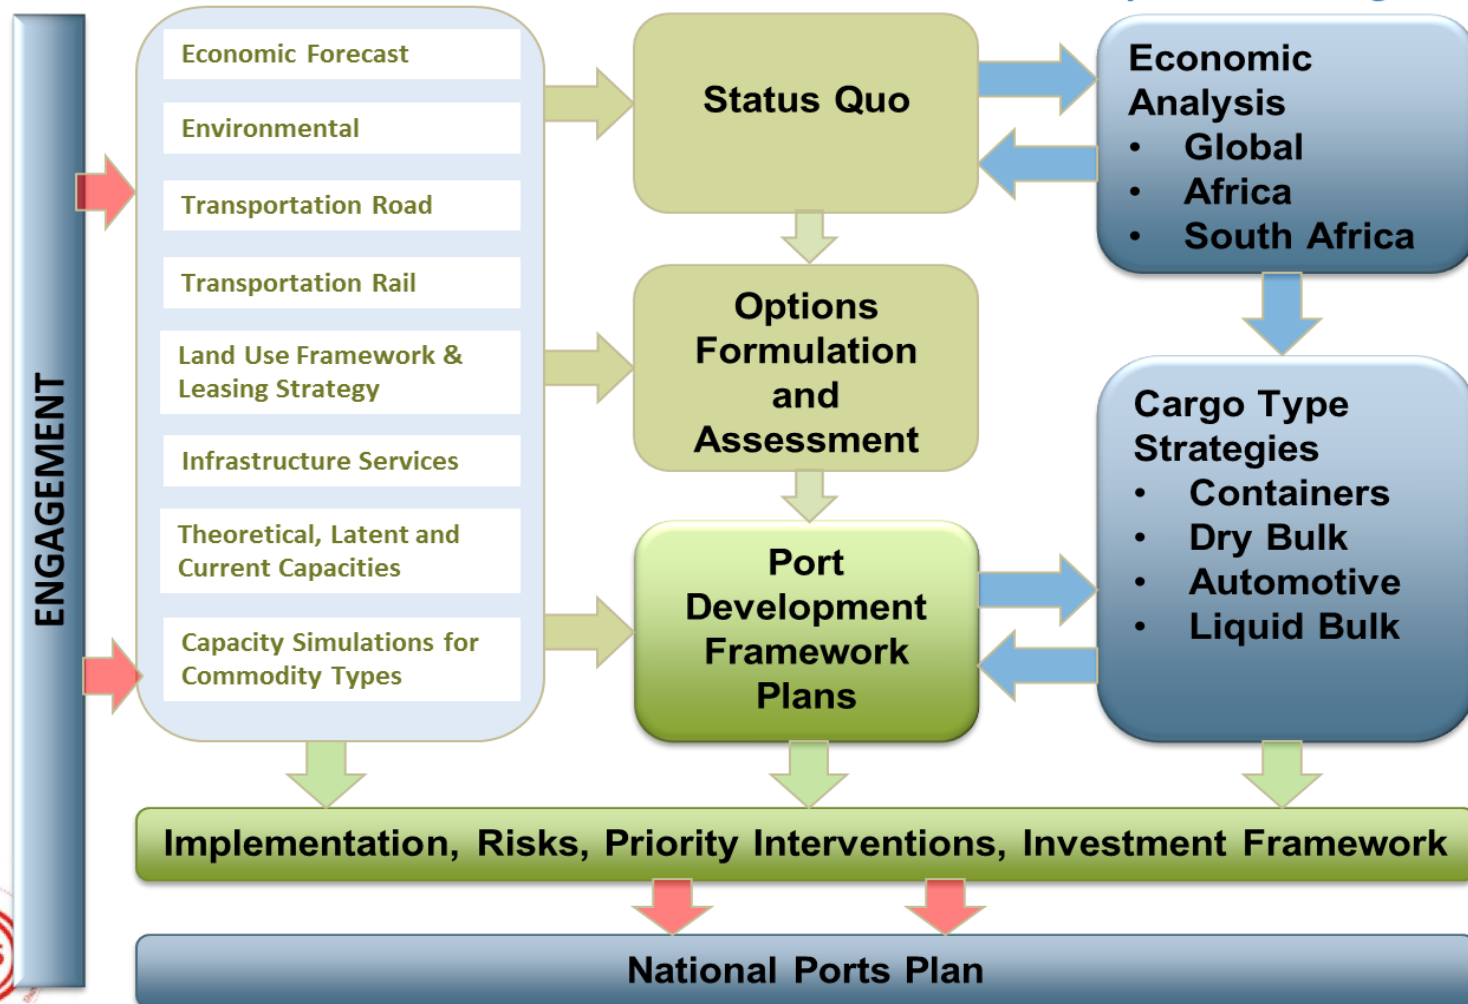 ENGAGEMENT
Economic Forecast
Environmental
Transportation Road
Transportation Rail
Land Use Framework &
Leasing Strategy
Infrastructure Services
Theoretical, Latent and
Current Capacities
Capacity Simulations for
Commodity Types
Status Quo
Options
Formulation
and
Assessment
Port
Development
Framework
Plans
Economic
Analysis
• Global
• Africa
• South Africa
Cargo Type
Strategies
• Containers
• Dry Bulk
• Automotive
• Liquid Bulk
Implementation, Risks, Priority Interventions, Investment Framework
National Ports Plan